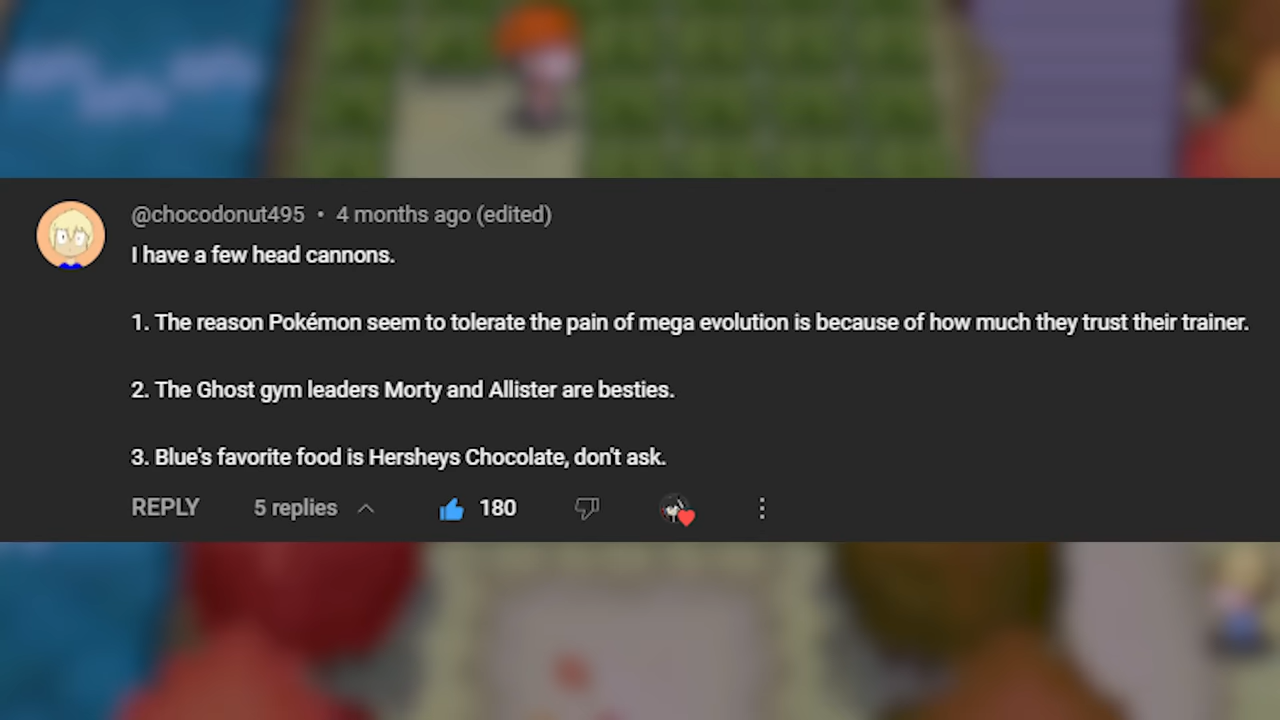 @chocodonut495 • 4 months ago (edited)
I have a few head cannons.
1. The reason Pokémon seem to tolerate the pain of mega evolution is because of how much they trust their trainer.
2. The Ghost gym leaders Morty and Allister are besties.
3. Blue's favorite food is Hersheys Chocolate, don't ask.
REPLY 5 replies 180